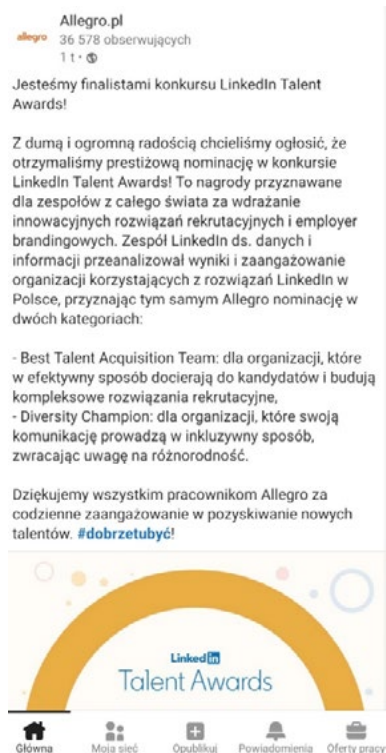 Allegro.pl
allegro
36 578 obserwujących
1 t •
Jesteśmy finalistami konkursu LinkedIn Talent
Awards!
Z dumą i ogromną radością chcieliśmy ogłosić, że
otrzymaliśmy prestiżową nominację w konkursie
LinkedIn Talent Awards! To nagrody przyznawane
dla zespołów z całego świata za wdrażanie
innowacyjnych rozwiązań rekrutacyjnych i employer
brandingowych. Zespół LinkedIn ds. danych i
informacji przeanalizował wyniki i zaangażowanie
organizacji korzystających z rozwiązań LinkedIn w
Polsce, przyznając tym samym Allegro nominację w
dwóch kategoriach:
- Best Talent Acquisition Team: dla organizacji, które
w efektywny sposób docierają do kandydatów i budują
kompleksowe rozwiązania rekrutacyjne,
- Diversity Champion: dla organizacji, które swoją
komunikację prowadzą w inkluzywny sposób,
zwracając uwagę na różnorodność.
Dziękujemy wszystkim pracownikom Allegro za
codzienne zaangażowanie w pozyskiwanie nowych
talentów. #dobrzetubyć!
Linked in
Talent Awards
Główna Moja sieć Opublikuj Powiadomienia Oferty pracy